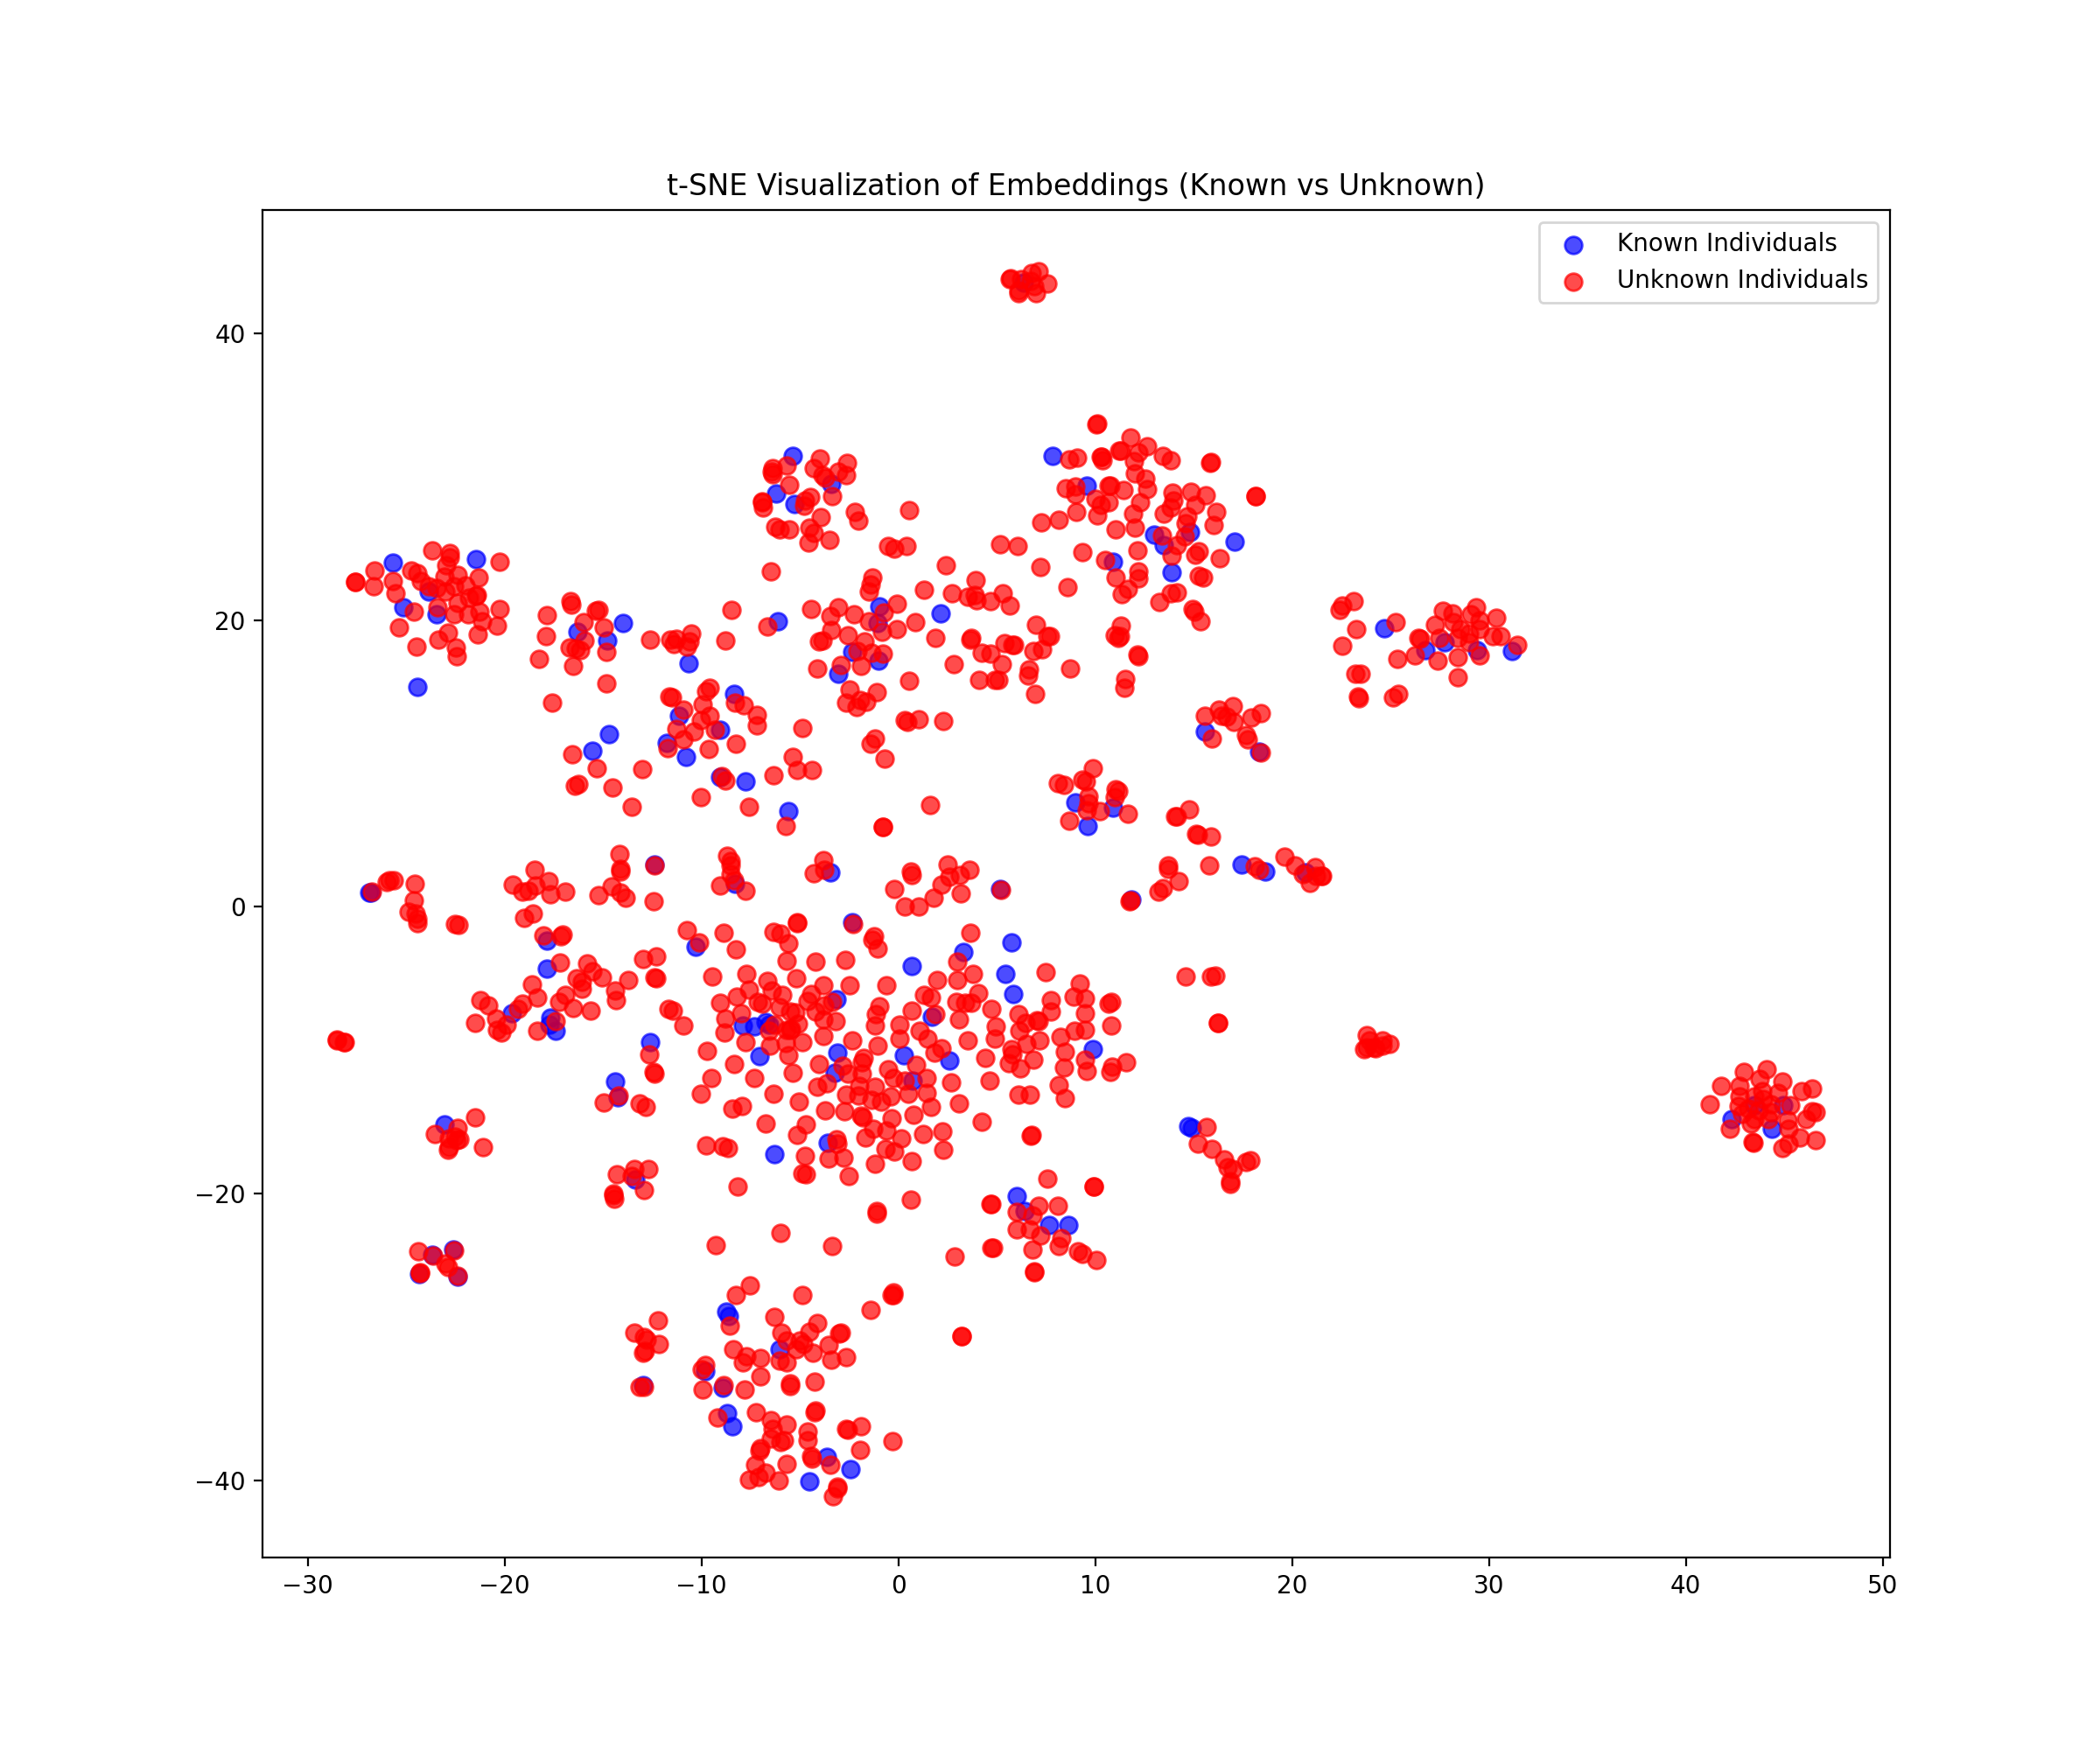 t-SNE Visualization of Embeddings (Known vs Unknown)
Known Individuals
Unknown Individuals
40
20
0
−20
−40
−30 −20 −10 0 10 20 30 40 50